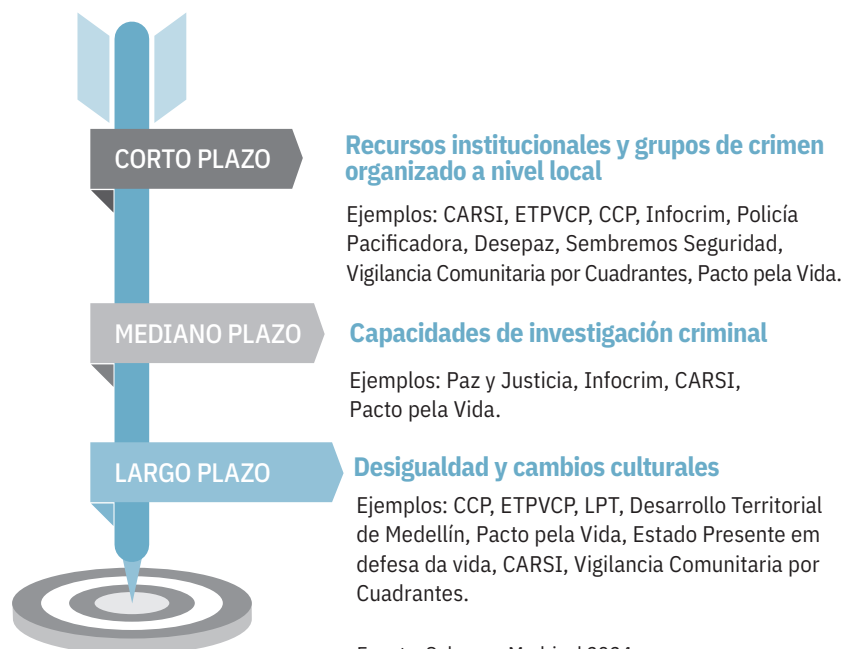 CORTO PLAZO
Recursos institucionales y grupos de crimen
organizado a nivel local
Ejemplos: CARSI, ETPVCP, CCP, Infocrim, Policía
Pacificadora, Desepaz, Sembremos Seguridad,
Vigilancia Comunitaria por Cuadrantes, Pacto pela Vida.
MEDIANO PLAZO
Capacidades de investigación criminal
Ejemplos: Paz y Justicia, Infocrim, CARSI,
Pacto pela Vida.
LARGO PLAZO
Desigualdad y cambios culturales
Ejemplos: CCP, ETPVCP, LPT, Desarrollo Territorial
de Medellín, Pacto pela Vida, Estado Presente em
defesa da vida, CARSI, Vigilancia Comunitaria por
Cuadrantes.